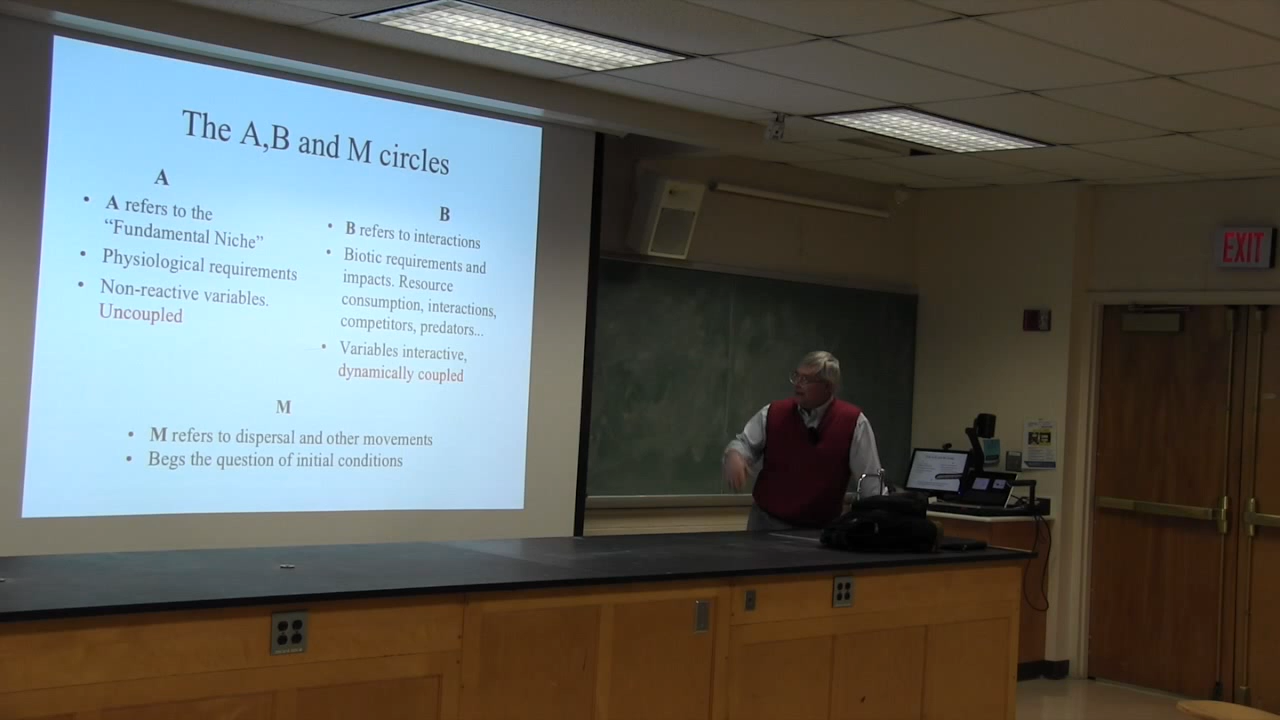 The A,B and M circles
A
• A refers to the
“Fundamental Niche”
• Physiological requirements
• Non-reactive variables.
Uncoupled
B
• B refers to interactions
• Biotic requirements and
impacts. Resource
consumption, interactions,
competitors, predators...
• Variables interactive,
dynamically coupled
M
• M refers to dispersal and other movements
• Begs the question of initial conditions
EXIT